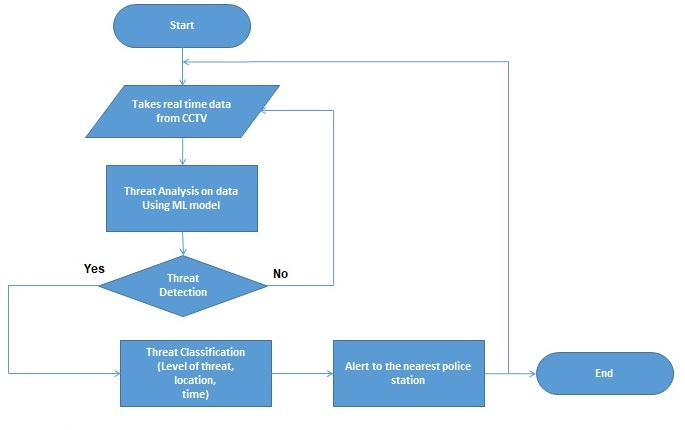 Start
Takes real time data
from CCTV
Threat Analysis on data
Using ML model
Threat
Detection
Yes
No
Threat Classification
(Level of threat,
location,
time)
Alert to the nearest police
station
End